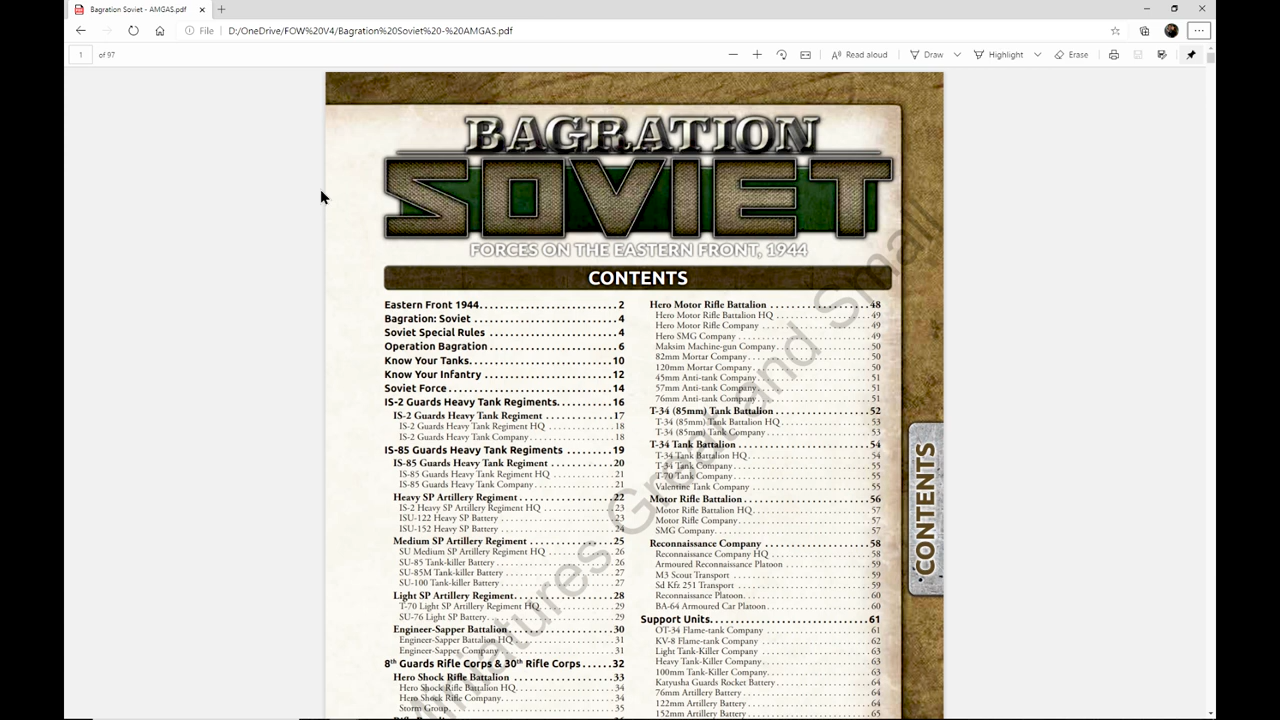 Bagration Soviet - AMGAS.pdf
File D:/OneDrive/FOW%20V4/Bagration%20Soviet%20-%20AMGAS.pdf
1 of 97 Read aloud Draw Highlight Erase
BAGRATION
SOVIET
FORCES ON THE EASTERN FRONT, 1944
CONTENTS
Eastern Front 1944 2
Bagration: Soviet 4
Soviet Special Rules 4
Operation Bagration 6
Know Your Tanks 10
Know Your Infantry 12
Soviet Force 14
IS-2 Guards Heavy Tank Regiments 16
IS-2 Guards Heavy Tank Regiment 17
IS-2 Guards Heavy Tank Regiment HQ 18
IS-2 Guards Heavy Tank Company 18
IS-85 Guards Heavy Tank Regiments 19
IS-85 Guards Heavy Tank Regiment 20
IS-85 Guards Heavy Tank Regiment HQ 21
IS-85 Guards Heavy Tank Company 21
Heavy SP Artillery Regiment 22
IS-2 Heavy SP Artillery Regiment HQ 23
ISU-122 Heavy SP Battery 23
ISU-152 Heavy SP Battery 24
Medium SP Artillery Regiment 25
SU Medium SP Artillery Regiment HQ 26
SU-85 Tank-killer Battery 26
SU-85M Tank-killer Battery 27
SU-100 Tank-killer Battery 27
Light SP Artillery Regiment 28
T-70 Light SP Artillery Regiment HQ 29
SU-76 Light SP Battery 29
Engineer-Sapper Battalion 30
Engineer-Sapper Battalion HQ 31
Engineer-Sapper Company 31
8th Guards Rifle Corps & 30th Rifle Corps 32
Hero Shock Rifle Battalion 33
Hero Shock Rifle Battalion HQ 34
Hero Shock Rifle Company 34
Storm Group 35
Hero Motor Rifle Battalion 48
Hero Motor Rifle Battalion HQ 49
Hero Motor Rifle Company 49
Hero SMG Company 49
Maksim Machine-gun Company 50
82mm Mortar Company 50
120mm Mortar Company 50
45mm Anti-tank Company 51
57mm Anti-tank Company 51
76mm Anti-tank Company 51
T-34 (85mm) Tank Battalion 52
T-34 (85mm) Tank Battalion HQ 53
T-34 (85mm) Tank Company 53
T-34 Tank Battalion 54
T-34 Tank Battalion HQ 54
T-34 Tank Company 55
T-70 Tank Company 55
Valentine Tank Company 55
Motor Rifle Battalion 56
Motor Rifle Battalion HQ 57
Motor Rifle Company 57
SMG Company 57
Reconnaissance Company 58
Reconnaissance Company HQ 58
Armoured Reconnaissance Platoon 59
M3 Scout Transport 59
Sd Kfz 251 Transport 59
Reconnaissance Platoon 60
BA-64 Armoured Car Platoon 60
Support Units 61
OT-34 Flame-tank Company 61
KV-8 Flame-tank Company 62
Light Tank-Killer Company 63
Heavy Tank-Killer Company 63
100mm Tank-Killer Company 63
Katyusha Guards Rocket Battery 64
76mm Artillery Battery 64
122mm Artillery Battery 64
152mm Artillery Battery 65
CONTENTS
Miniatures Great and Small